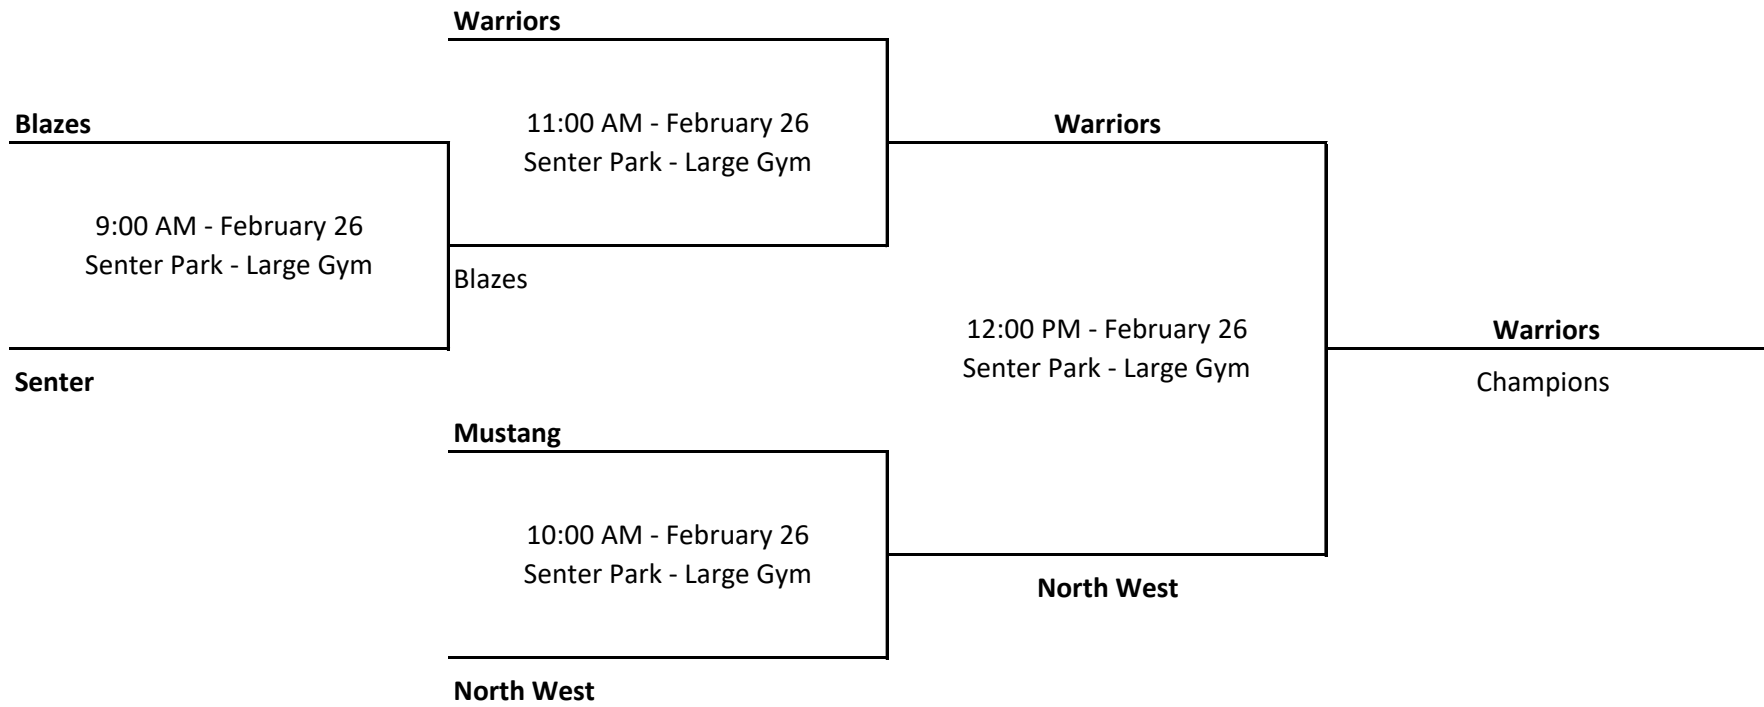 Warriors
Blazes
11:00 AM - February 26
Senter Park - Large Gym
Warriors
9:00 AM - February 26
Senter Park - Large Gym
Blazes
12:00 PM - February 26
Senter Park - Large Gym
Warriors
Champions
Senter
Mustang
10:00 AM - February 26
Senter Park - Large Gym
North West
North West